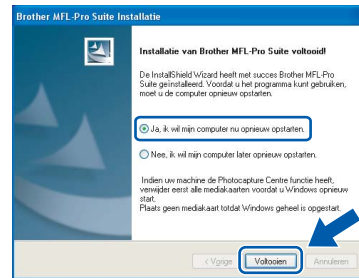 Brother MFL-Pro Suite Installatie
Installatie van Brother MFL-Pro Suite voltooid!
De InstallShield Wizard heeft met succes Brother MFL-Pro
Suite geïnstalleerd. Voordat u het programma kunt gebruiken,
moet u de computer opnieuw opstarten.
Ja, ik wil mijn computer nu opnieuw opstarten.
Nee, ik wil mijn computer later opnieuw opstarten.
Indien uw machine de Photocapture Centre functie heeft,
verwijder eerst alle mediakaarten voordat u Windows opnieuw
start.
Plaats geen mediakaart totdat Windows geheel is opgestart.
< Vorige Voltooien Annuleren